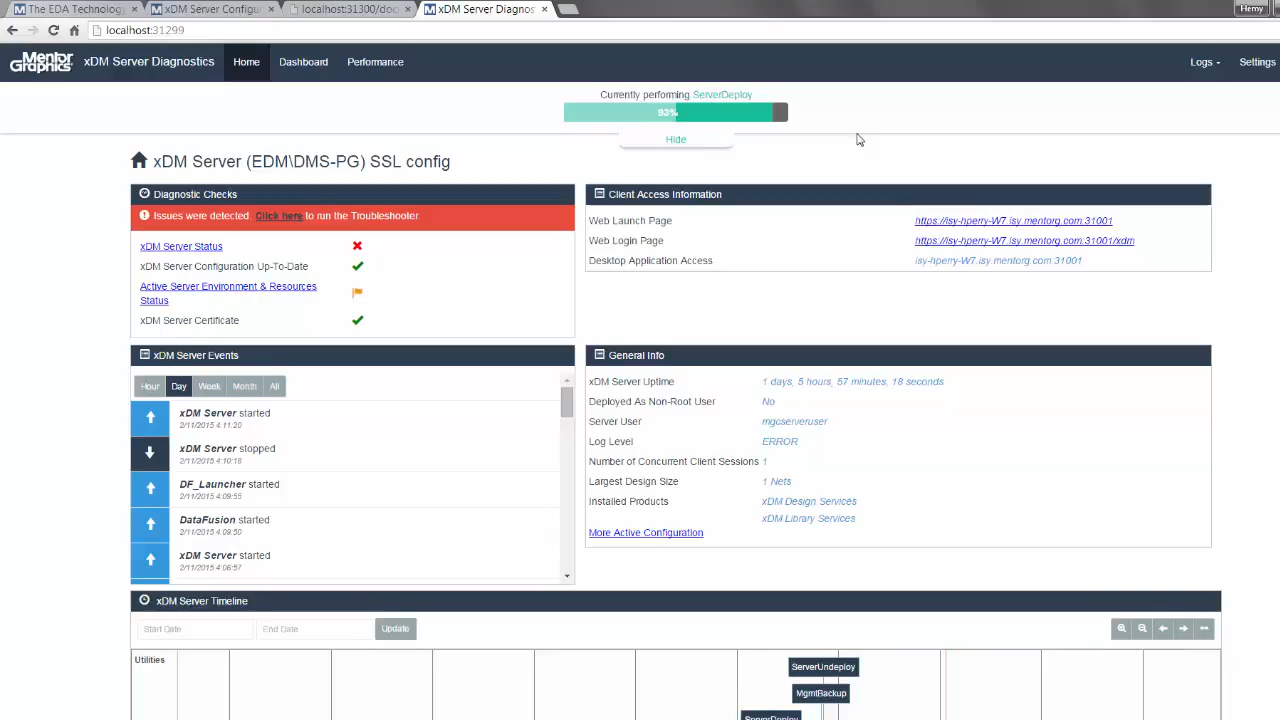 The EDA Technology
xDM Server Configurat
localhost:31300/doc
xDM Server Diagnos
Hemy
localhost:31299
Mentor Graphics
xDM Server Diagnostics
Home
Dashboard
Performance
Logs
Settings
Currently performing ServerDeploy
93%
Hide
xDM Server (EDM\DMS-PG) SSL config
Diagnostic Checks
Issues were detected. Click here to run the Troubleshooter.
xDM Server Status
xDM Server Configuration Up-To-Date
Active Server Environment & Resources
Status
xDM Server Certificate
Client Access Information
Web Launch Page https://isy-hperry-W7.isy.mentorg.com:31001
Web Login Page https://isy-hperry-W7.isy.mentorg.com:31001/xdm
Desktop Application Access isy-hperry-W7.isy.mentorg.com:31001
xDM Server Events
Hour Day Week Month All
xDM Server started
2/11/2015 4:11:20
xDM Server stopped
2/11/2015 4:10:18
DF_Launcher started
2/11/2015 4:09:55
DataFusion started
2/11/2015 4:09:50
xDM Server started
2/11/2015 4:06:57
General Info
xDM Server Uptime 1 days, 5 hours, 57 minutes, 18 seconds
Deployed As Non-Root User No
Server User mgcserveruser
Log Level ERROR
Number of Concurrent Client Sessions 1
Largest Design Size 1 Nets
Installed Products xDM Design Services
xDM Library Services
More Active Configuration
xDM Server Timeline
Start Date End Date Update
Utilities
ServerUndeploy
MgmtBackup
ServerDeploy